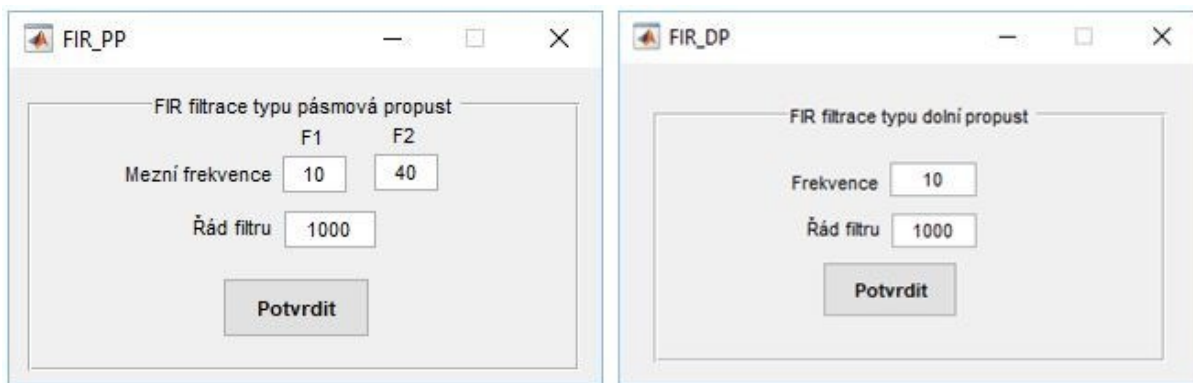 FIR_PP
FIR filtrace typu pásmová propust
F1 F2
Mezní frekvence 10 40
Řád filtru 1000
Potvrdit
FIR_DP
FIR filtrace typu dolní propust
Frekvence 10
Řád filtru 1000
Potvrdit